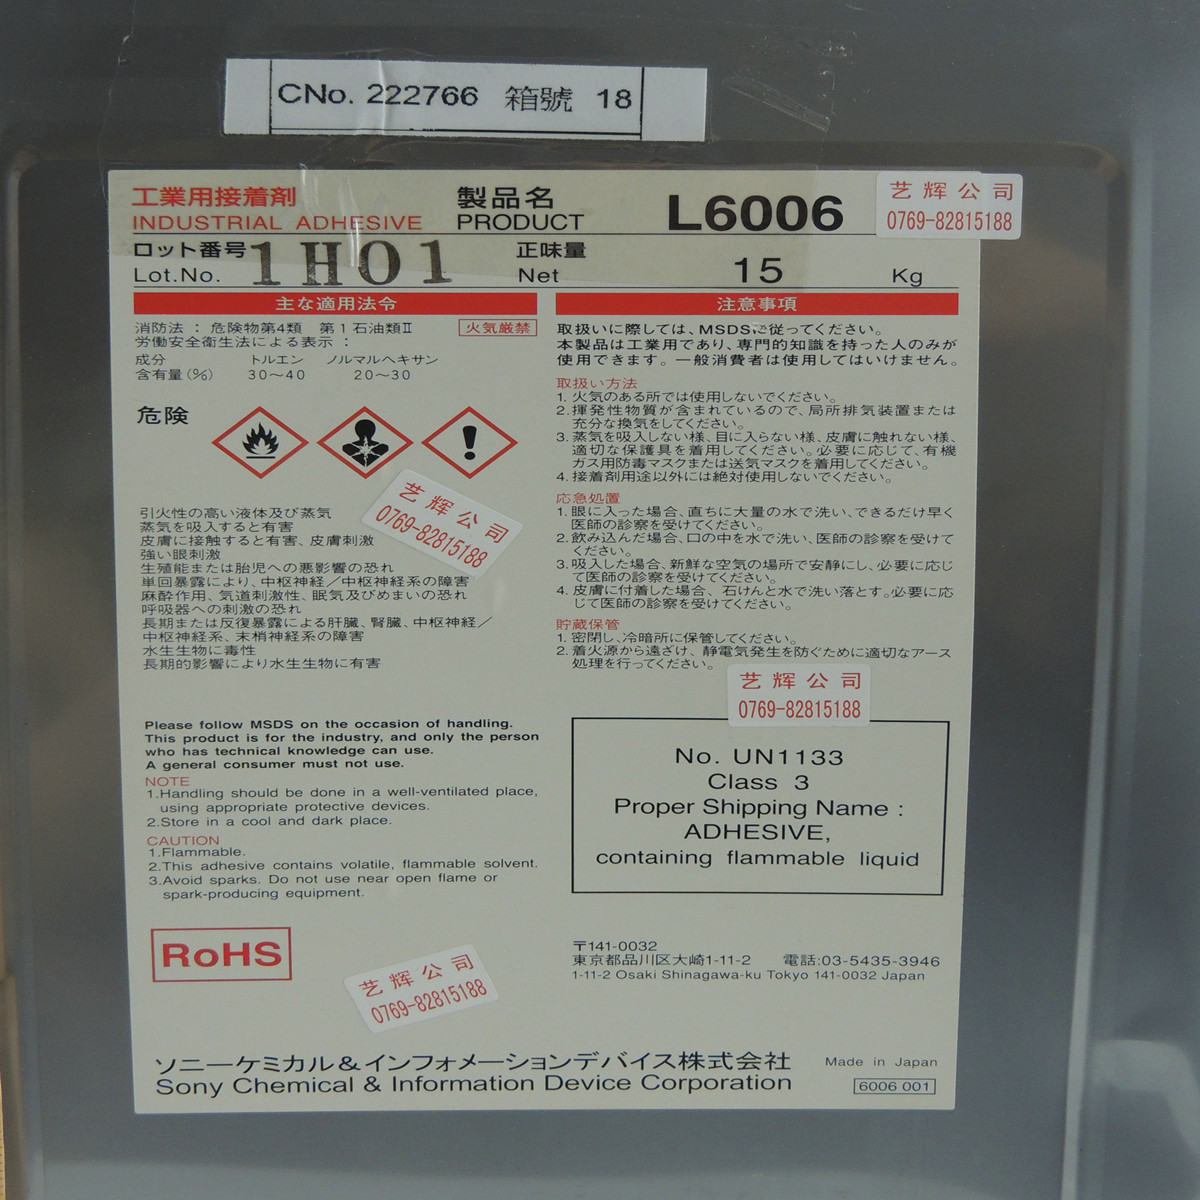 CNo. 222766 箱號 18
工業用接着剤
INDUSTRIAL ADHESIVE
製品名
PRODUCT
L6006
艺辉公司
0769-82815188
ロット番号
Lot.No.
1H01
正味量
Net
15
Kg
主な適用法令
消防法 : 危険物第4類 第1石油類Ⅱ
火気厳禁
労働安全衛生法による表示 :
成分 トルエン ノルマルヘキサン
含有量(%) 30〜40 20〜30
危険
艺辉公司
0769-82815188
引火性の高い液体及び蒸気
蒸気を吸入すると有害
皮膚に接触すると有害、皮膚刺激
強い眼刺激
生殖能または胎児への悪影響の恐れ
単回暴露により、中枢神経/中枢神経系の障害
麻酔作用、気道刺激性、眠気及びめまいの恐れ
呼吸器への刺激の恐れ
長期または反復暴露による肝臓、腎臓、中枢神経/
中枢神経系、末梢神経系の障害
水生生物に毒性
長期的影響により水生生物に有害
注意事項
取扱いに際しては、MSDSに従ってください。
本製品は工業用であり、専門的知識を持った人のみが
使用できます。一般消費者は使用してはいけません。
取扱い方法
1. 火気のある所では使用しないでください。
2. 揮発性物質が含まれているので、局所排気装置または
充分な換気をしてください。
3. 蒸気を吸入しない様、目に入らない様、皮膚に触れない様、
適切な保護具を着用してください。必要に応じて、有機
ガス用防毒マスクまたは送気マスクを着用してください。
4. 接着剤用途以外には絶対使用しないでください。
応急処置
1. 眼に入った場合、直ちに大量の水で洗い、できるだけ早く
医師の診察を受けてください。
2. 飲み込んだ場合、口の中を水で洗い、医師の診察を受けて
ください。
3. 吸入した場合、新鮮な空気の場所で安静にし、必要に応じ
て医師の診察を受けてください。
4. 皮膚に付着した場合、石けんと水で洗い落とす。必要に応
じて医師の診察を受けてください。
貯蔵保管
1. 密閉し、冷暗所に保管してください。
2. 着火源から遠ざけ、静電気発生を防ぐために適切なアース
処理を行ってください。
艺辉公司
0769-82815188
Please follow MSDS on the occasion of handling.
This product is for the industry, and only the person
who has technical knowledge can use.
A general consumer must not use.
NOTE
1.Handling should be done in a well-ventilated place,
using appropriate protective devices.
2.Store in a cool and dark place.
CAUTION
1.Flammable.
2.This adhesive contains volatile, flammable solvent.
3.Avoid sparks. Do not use near open flame or
spark-producing equipment.
No. UN1133
Class 3
Proper Shipping Name :
ADHESIVE,
containing flammable liquid
RoHS
艺辉公司
0769-82815188
〒141-0032
東京都品川区大崎1-11-2 電話:03-5435-3946
1-11-2 Osaki Shinagawa-ku Tokyo 141-0032 Japan
ソニーケミカル&インフォメーションデバイス株式会社
Sony Chemical & Information Device Corporation
Made in Japan
6006 001